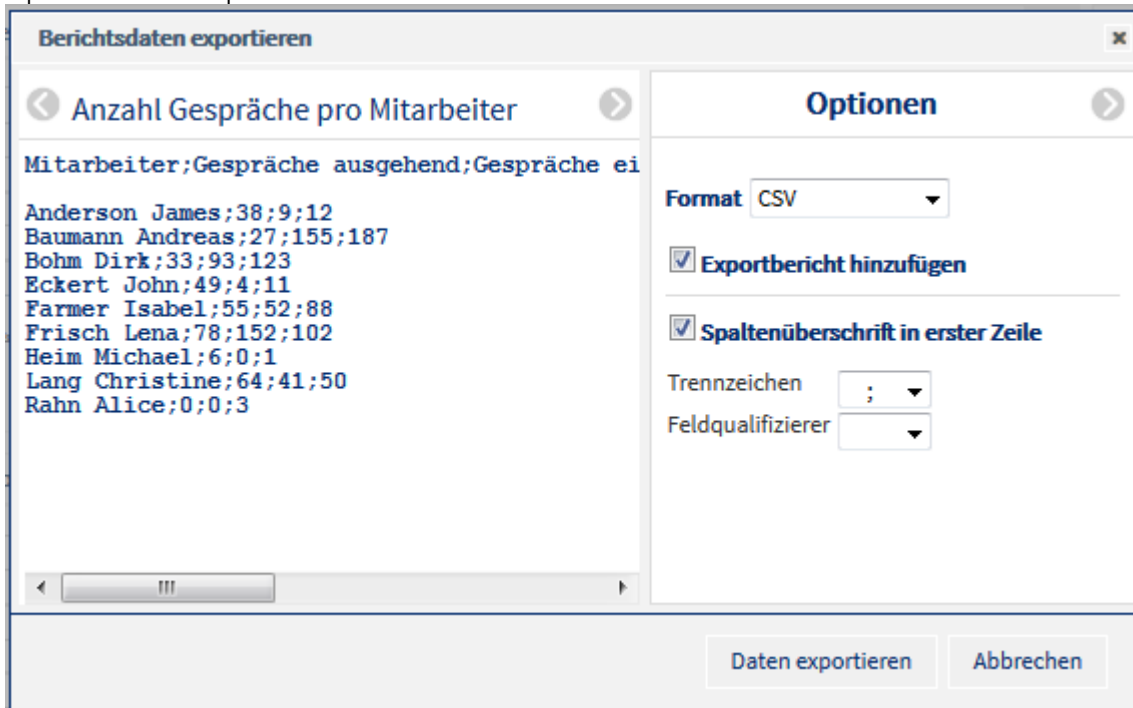 Berichtsdaten exportieren
Anzahl Gespräche pro Mitarbeiter
Mitarbeiter;Gespräche ausgehend;Gespräche ei
Anderson James;38;9;12
Baumann Andreas;27;155;187
Bohm Dirk;33;93;123
Eckert John;49;4;11
Farmer Isabel;55;52;88
Frisch Lena;78;152;102
Heim Michael;6;0;1
Lang Christine;64;41;50
Rahn Alice;0;0;3
Optionen
Format CSV
Exportbericht hinzufügen
Spaltenüberschrift in erster Zeile
Trennzeichen ;
Feldqualifizierer
Daten exportieren Abbrechen